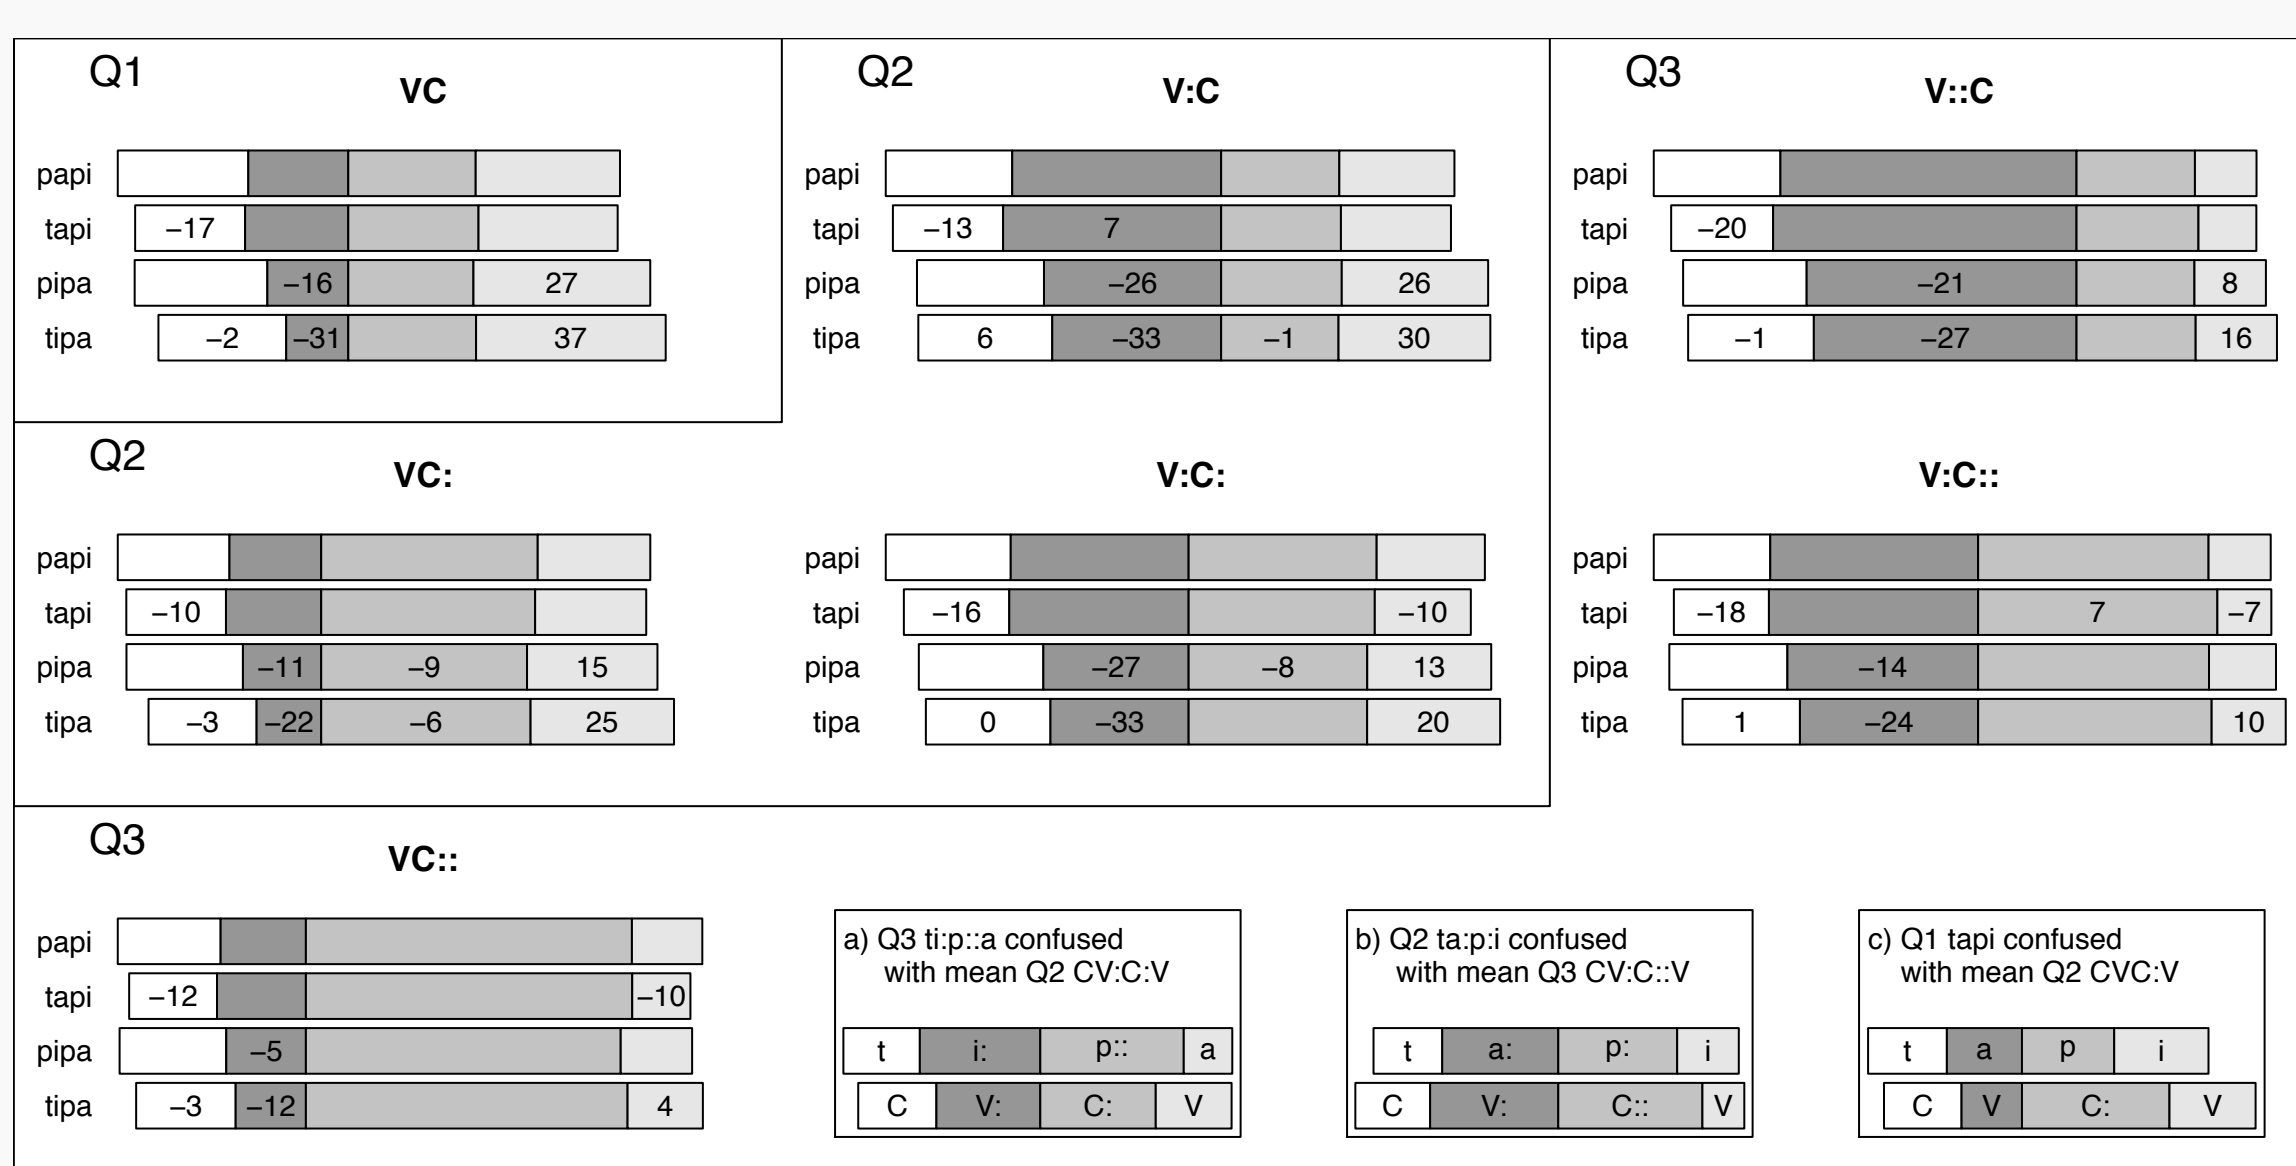 Q1
VC
papi
tapi −17
pipa −16 27
tipa −2 −31 37
Q2
V:C
papi
tapi −13 7
pipa −26 26
tipa 6 −33 −1 30
Q3
V::C
papi
tapi −20
pipa −21 8
tipa −1 −27 16
Q2
VC:
papi
tapi −10
pipa −11 −9 15
tipa −3 −22 −6 25
V:C:
papi
tapi −16 −10
pipa −27 −8 13
tipa 0 −33 20
V:C::
papi
tapi −18 7 −7
pipa −14
tipa 1 −24 10
Q3
VC::
papi
tapi −12 −10
pipa −5
tipa −3 −12 4
a) Q3 ti:p::a confused
with mean Q2 CV:C:V
t i: p:: a
C V: C: V
b) Q2 ta:p:i confused
with mean Q3 CV:C::V
t a: p: i
C V: C:: V
c) Q1 tapi confused
with mean Q2 CVC:V
t a p i
C V C: V